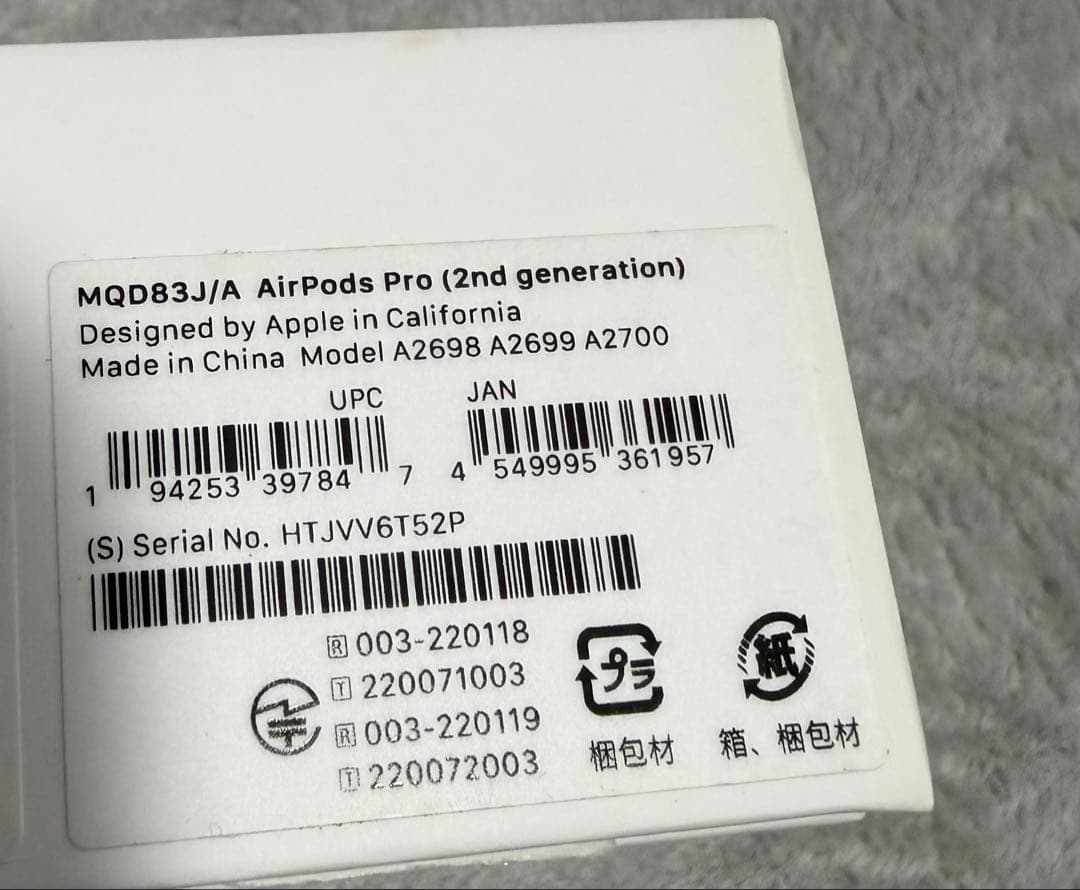 MQD83J/A AirPods Pro (2nd generation)
Designed by Apple in California
Made in China Model A2698 A2699 A2700
UPC JAN
1 94253 39784 7 4 549995 361957
(S) Serial No. HTJVV6T52P
R 003-220118
T 220071003
R 003-220119
T 220072003
プラ 紙
梱包材 箱、梱包材